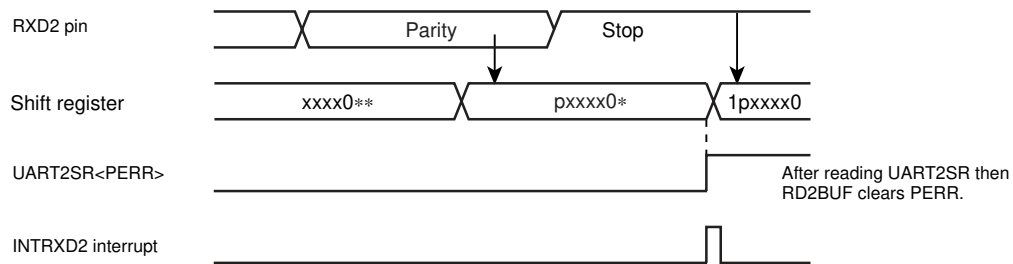 RXD2 pin
Parity
Stop
Shift register
xxxx0**
pxxxx0*
1pxxxx0
UART2SR<PERR>
After reading UART2SR then
RD2BUF clears PERR.
INTRXD2 interrupt